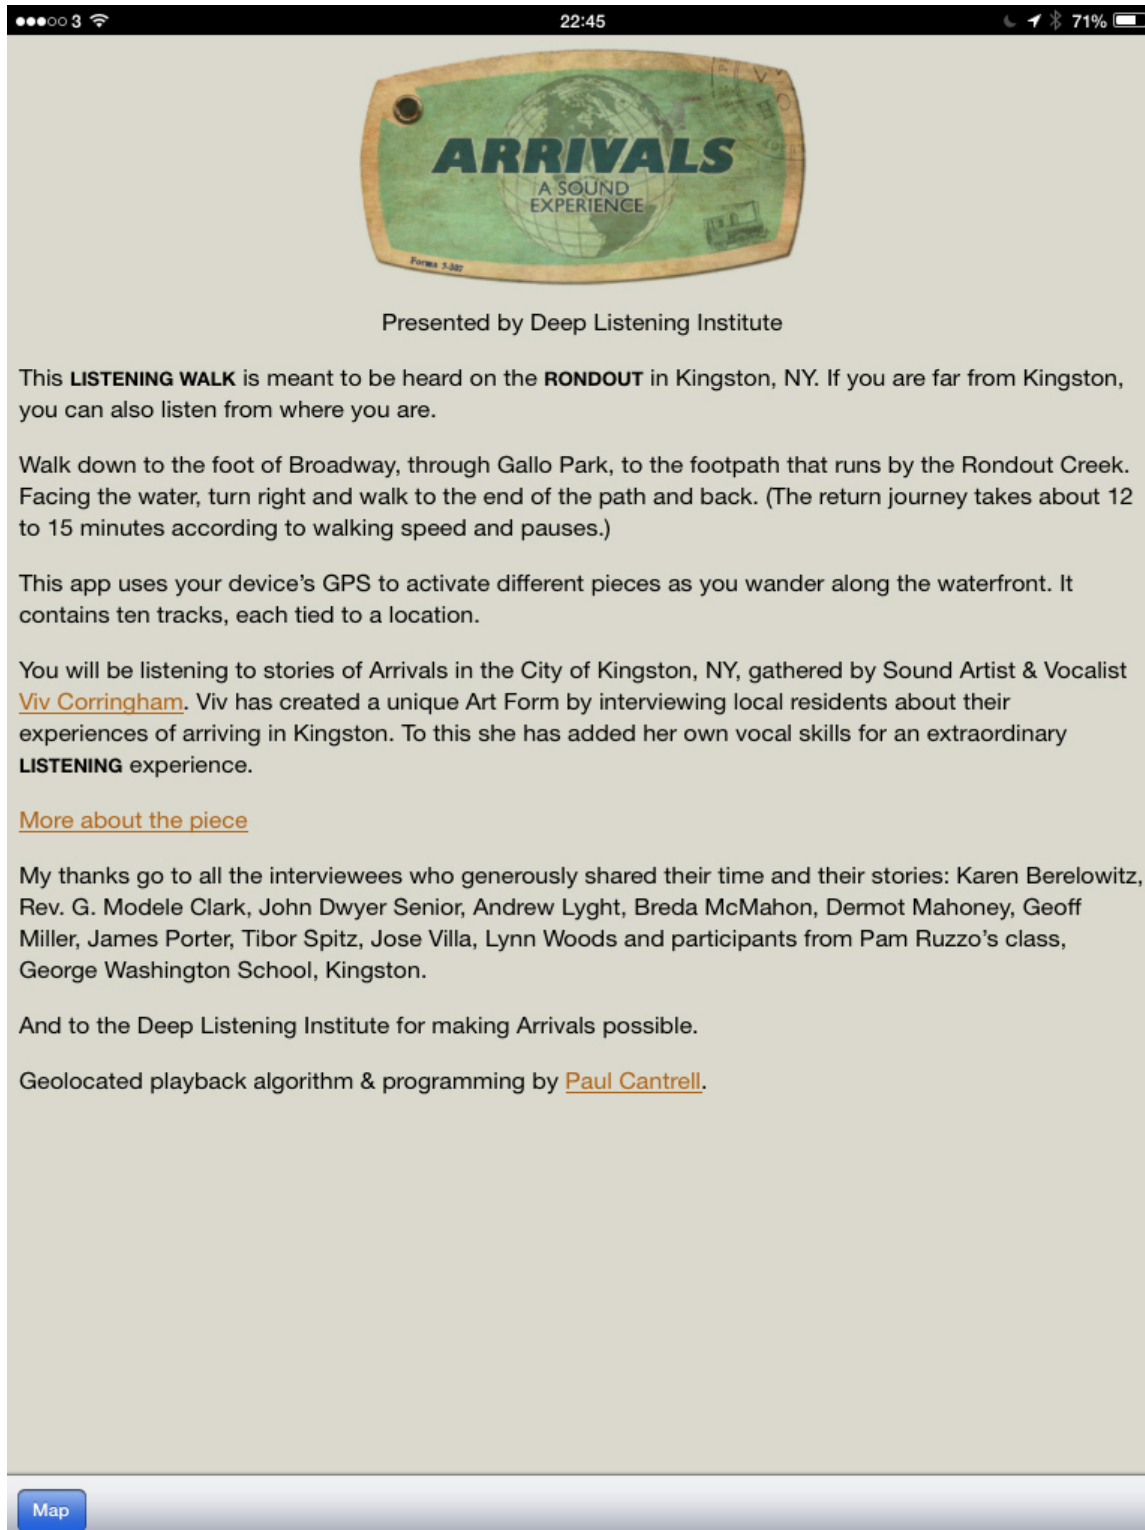 3 22:45 71%
ARRIVALS
A SOUND
EXPERIENCE
Forma 5-307
Presented by Deep Listening Institute
This LISTENING WALK is meant to be heard on the RONDOUT in Kingston, NY. If you are far from Kingston,
you can also listen from where you are.
Walk down to the foot of Broadway, through Gallo Park, to the footpath that runs by the Rondout Creek.
Facing the water, turn right and walk to the end of the path and back. (The return journey takes about 12
to 15 minutes according to walking speed and pauses.)
This app uses your device’s GPS to activate different pieces as you wander along the waterfront. It
contains ten tracks, each tied to a location.
You will be listening to stories of Arrivals in the City of Kingston, NY, gathered by Sound Artist & Vocalist
Viv Corringham. Viv has created a unique Art Form by interviewing local residents about their
experiences of arriving in Kingston. To this she has added her own vocal skills for an extraordinary
LISTENING experience.
More about the piece
My thanks go to all the interviewees who generously shared their time and their stories: Karen Berelowitz,
Rev. G. Modele Clark, John Dwyer Senior, Andrew Lyght, Breda McMahon, Dermot Mahoney, Geoff
Miller, James Porter, Tibor Spitz, Jose Villa, Lynn Woods and participants from Pam Ruzzo’s class,
George Washington School, Kingston.
And to the Deep Listening Institute for making Arrivals possible.
Geolocated playback algorithm & programming by Paul Cantrell.
Map